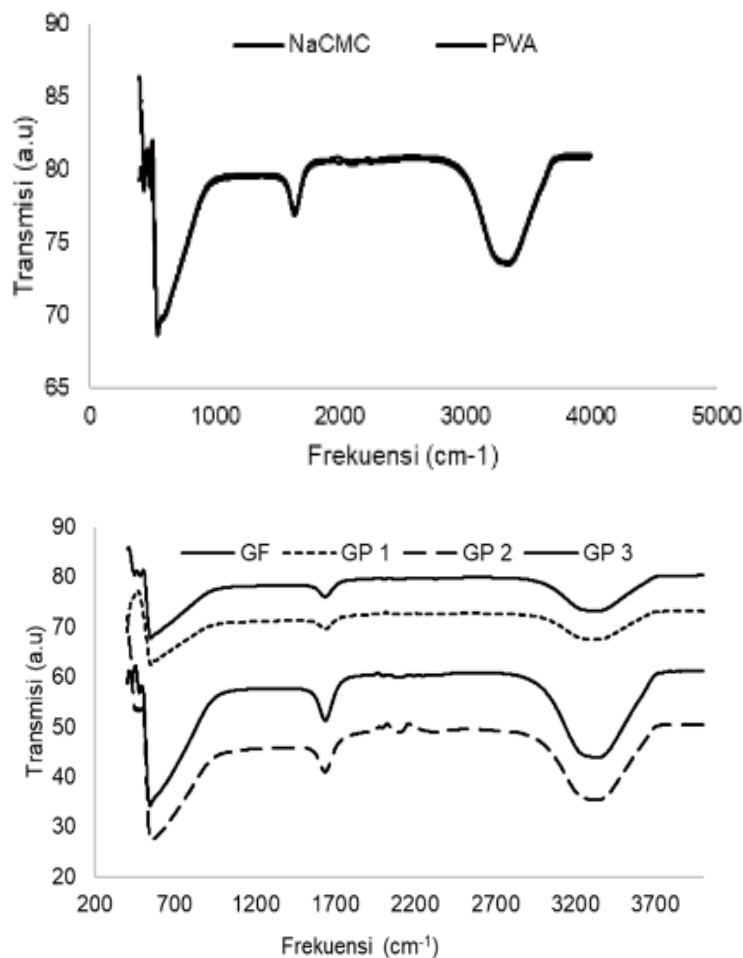 90
NaCMC PVA
85
80
75
70
65
0 1000 2000 3000 4000 5000
Transmisi (a.u)
Frekuensi (cm-1)
90
GF GP 1 GP 2 GP 3
80
70
60
50
40
30
20
200 700 1200 1700 2200 2700 3200 3700
Transmisi (a.u)
Frekuensi (cm⁻¹)